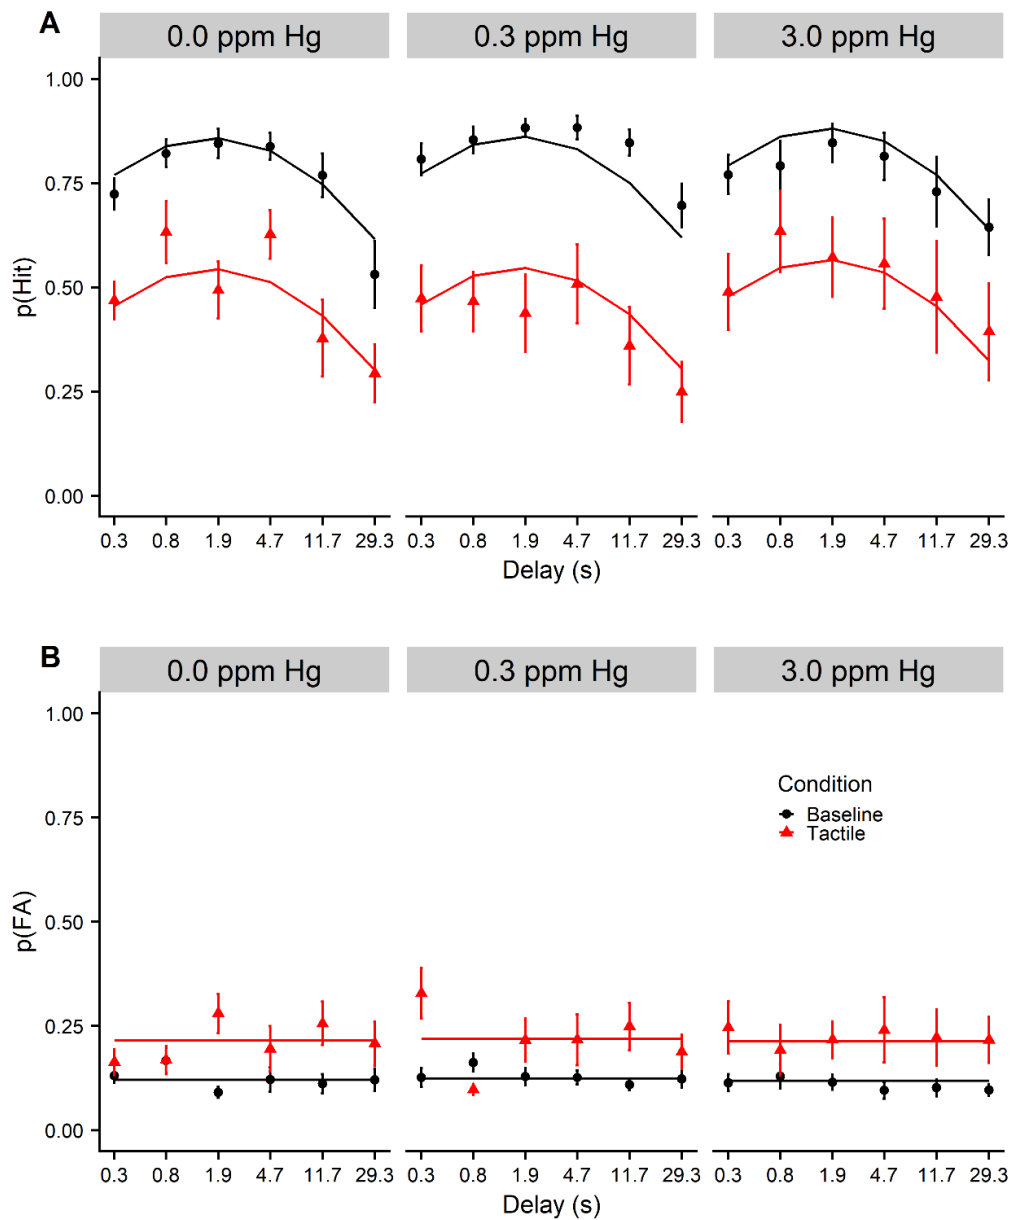 A
0.0 ppm Hg 0.3 ppm Hg 3.0 ppm Hg
p(Hit)
1.00
0.75
0.50
0.25
0.00
0.3 0.8 1.9 4.7 11.7 29.3 0.3 0.8 1.9 4.7 11.7 29.3 0.3 0.8 1.9 4.7 11.7 29.3
Delay (s) Delay (s) Delay (s)
B
0.0 ppm Hg 0.3 ppm Hg 3.0 ppm Hg
p(FA)
1.00
0.75
0.50
0.25
0.00
Condition
Baseline
Tactile
0.3 0.8 1.9 4.7 11.7 29.3 0.3 0.8 1.9 4.7 11.7 29.3 0.3 0.8 1.9 4.7 11.7 29.3
Delay (s) Delay (s) Delay (s)